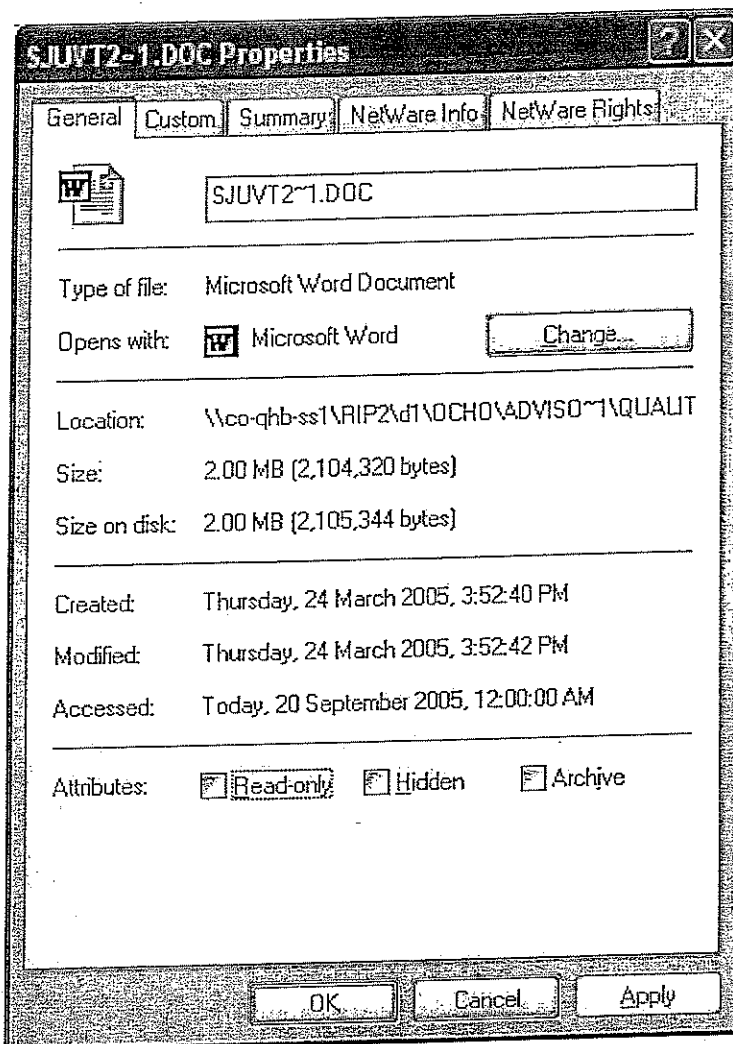 SJUVT2~1.DOC Properties ? X
General Custom Summary NetWare Info NetWare Rights
W
SJUVT2~1.DOC
Type of file: Microsoft Word Document
Opens with: W Microsoft Word Change...
Location: \\co-qhb-ss1\RIP2\d1\OCHO\ADVISO~1\QUALIT
Size: 2.00 MB (2,104,320 bytes)
Size on disk: 2.00 MB (2,105,344 bytes)
Created: Thursday, 24 March 2005, 3:52:40 PM
Modified: Thursday, 24 March 2005, 3:52:42 PM
Accessed: Today, 20 September 2005, 12:00:00 AM
Attributes: Read-only Hidden Archive
OK Cancel Apply